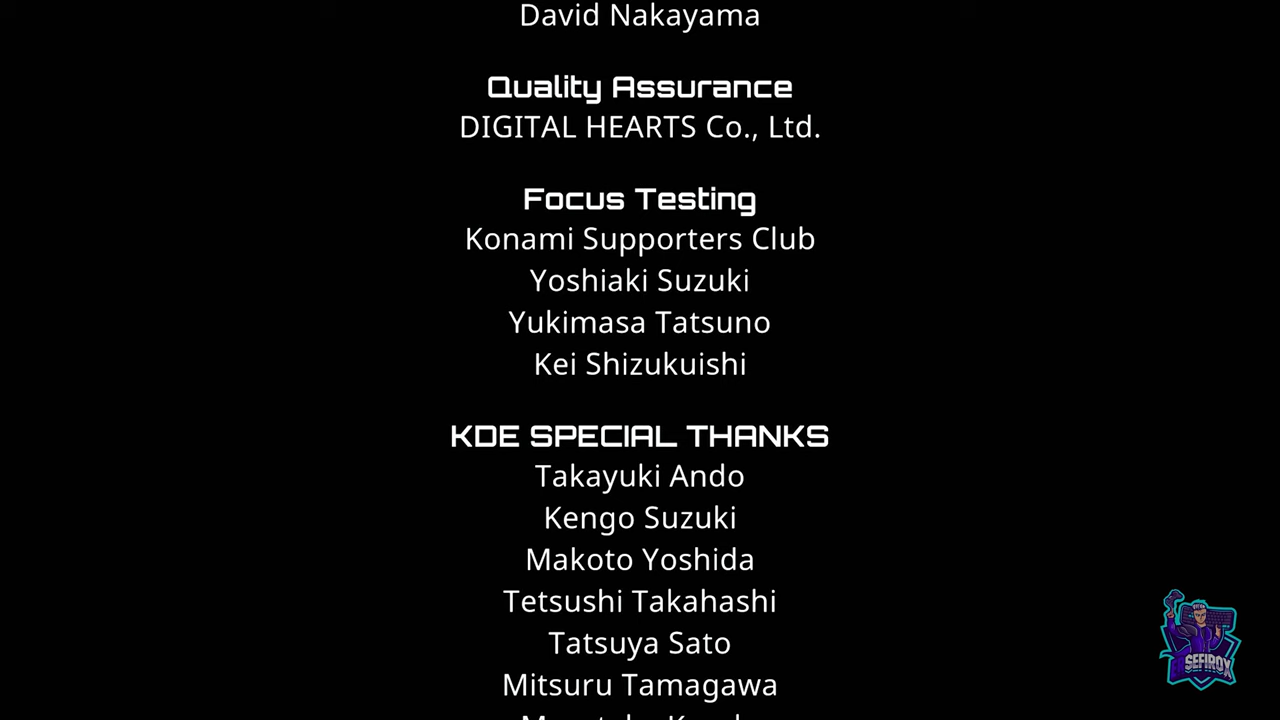 David Nakayama
Quality Assurance
DIGITAL HEARTS Co., Ltd.
Focus Testing
Konami Supporters Club
Yoshiaki Suzuki
Yukimasa Tatsuno
Kei Shizukuishi
KDE SPECIAL THANKS
Takayuki Ando
Kengo Suzuki
Makoto Yoshida
Tetsushi Takahashi
Tatsuya Sato
Mitsuru Tamagawa
SEFIROX